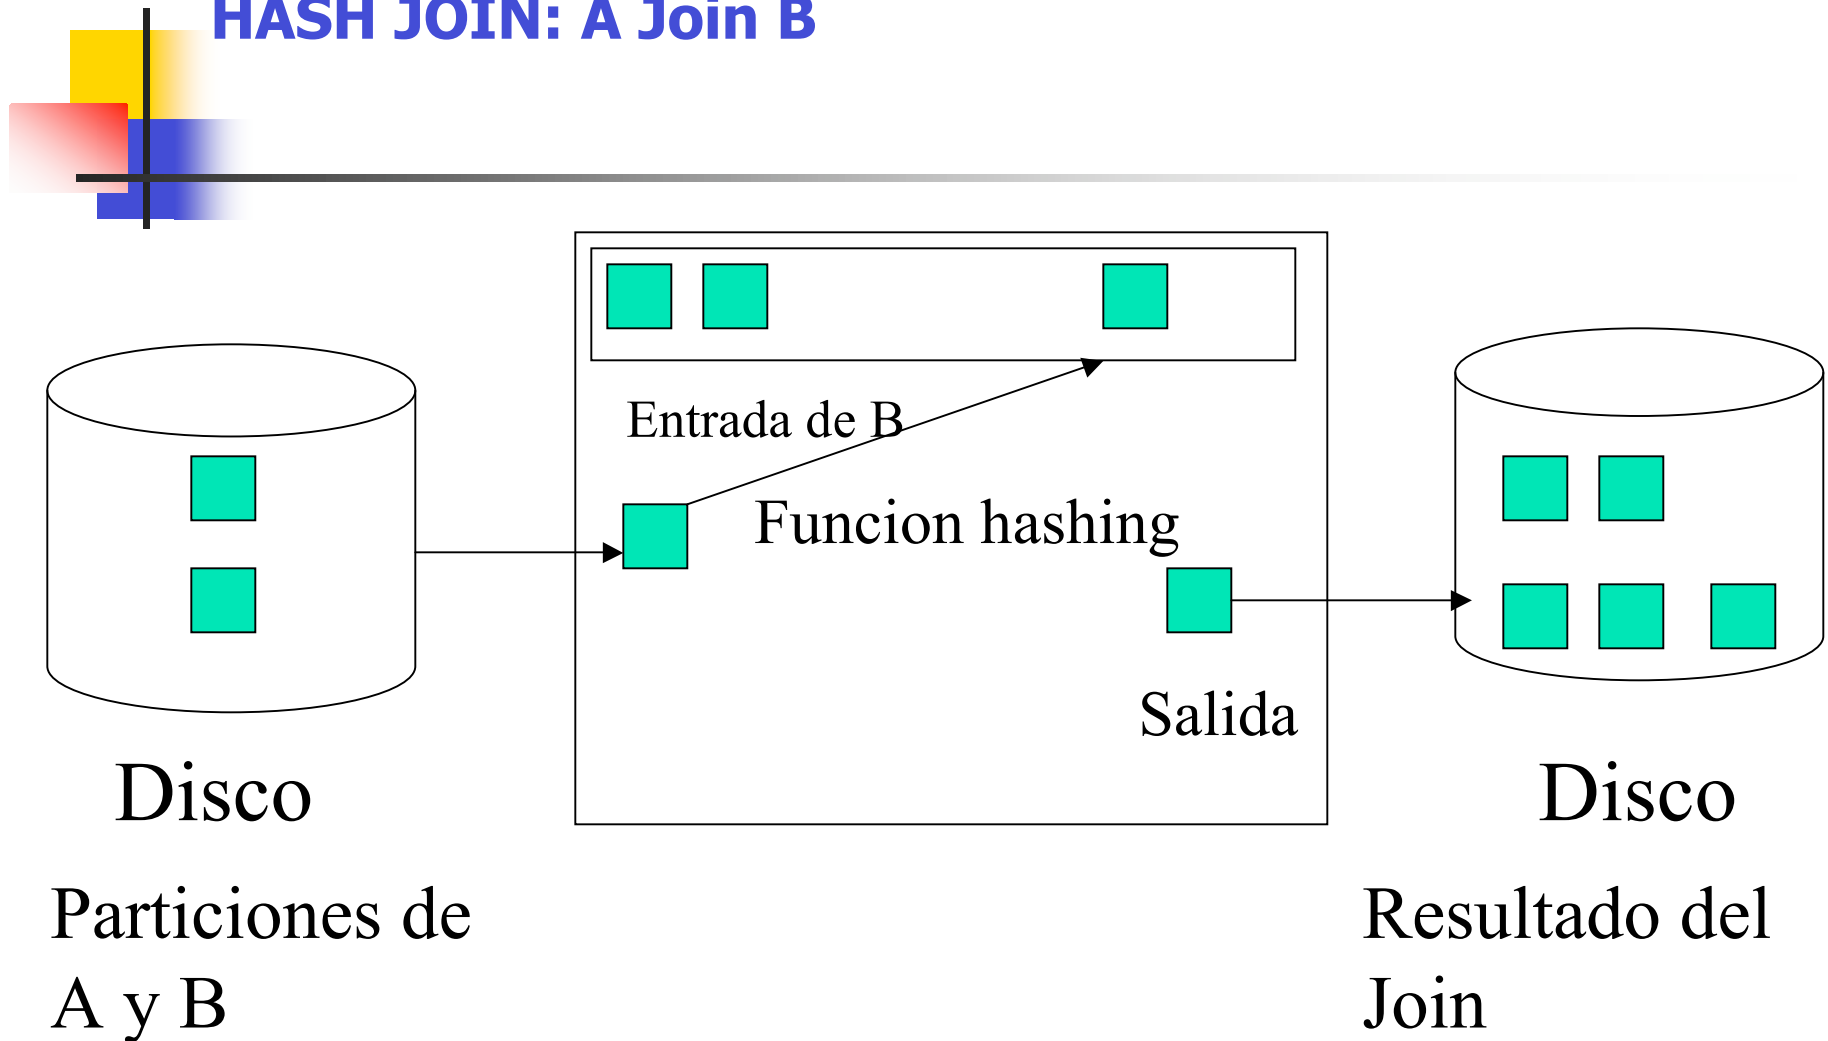 HASH JOIN: A Join B
Entrada de B
Funcion hashing
Salida
Disco
Disco
Particiones de
A y B
Resultado del
Join